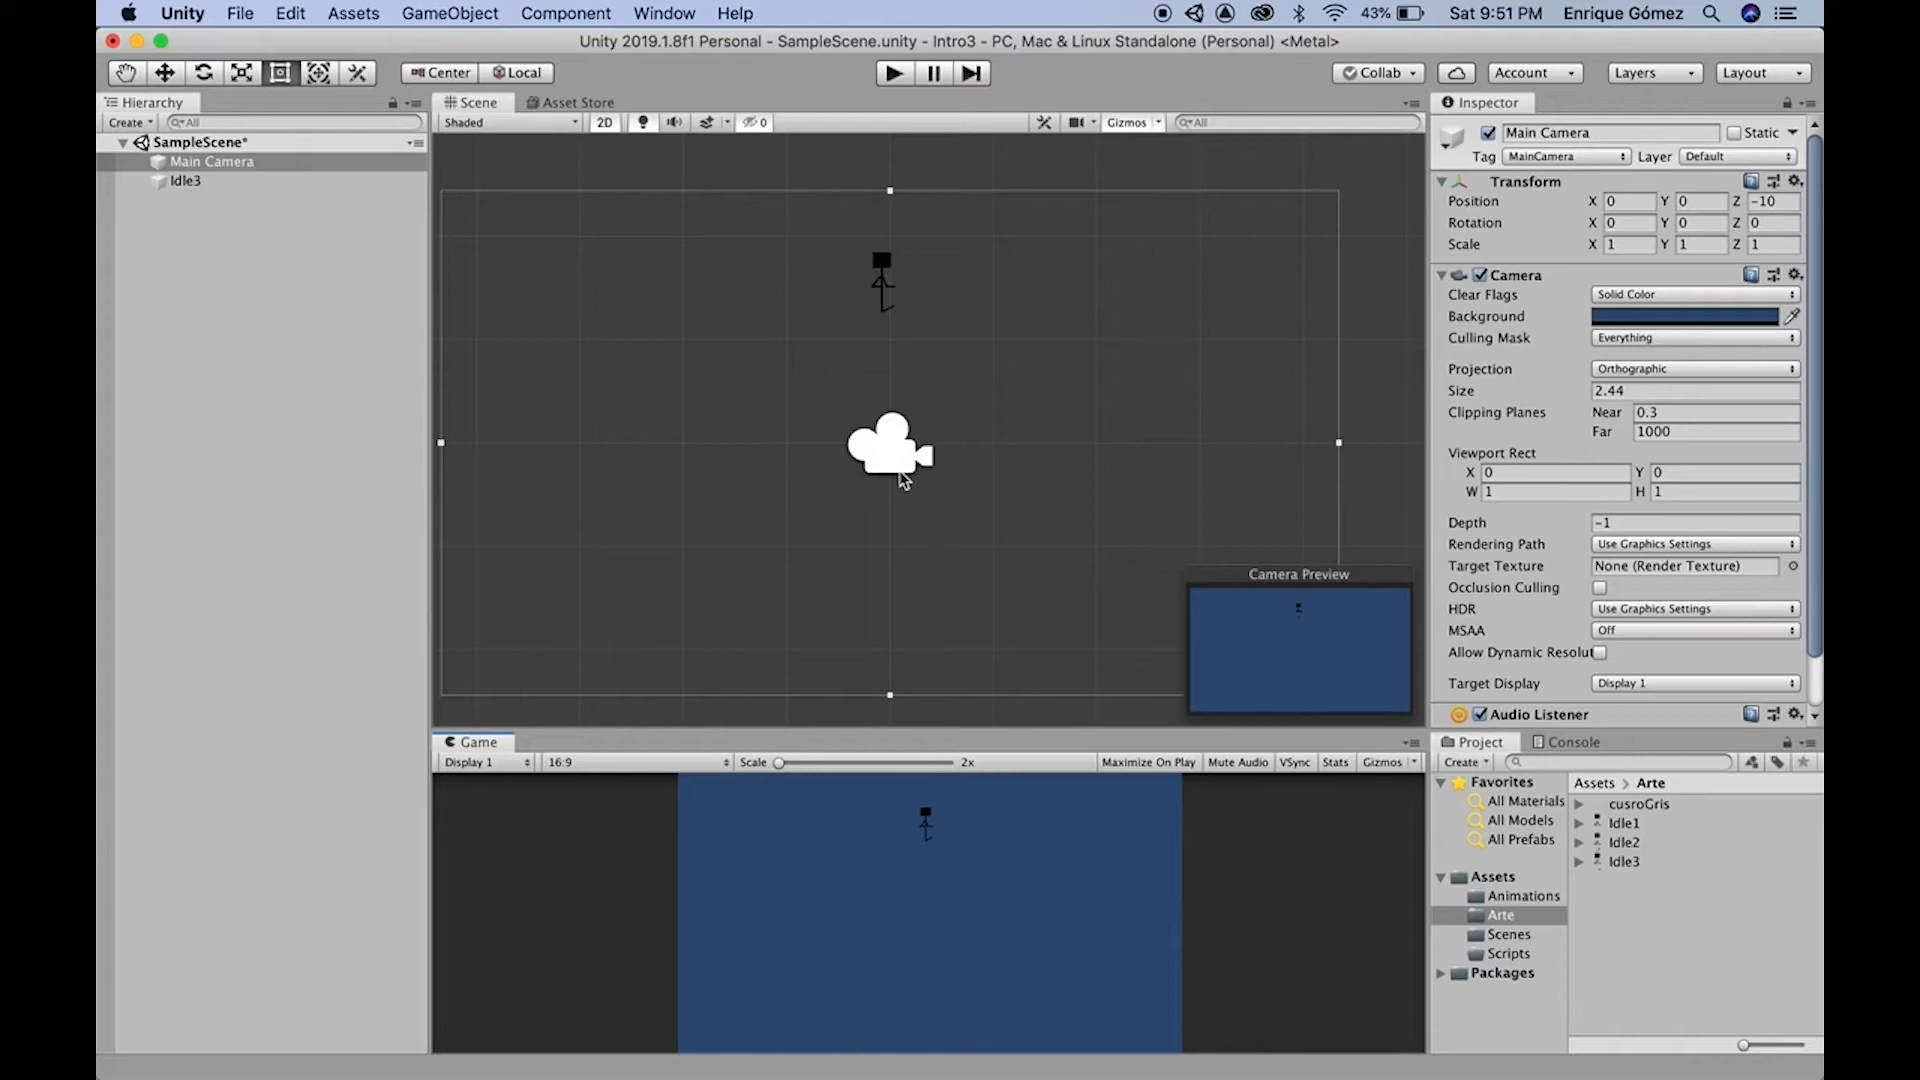 Unity File Edit Assets GameObject Component Window Help 43% Sat 9:51 PM Enrique Gómez
Unity 2019.1.8f1 Personal - SampleScene.unity - Intro3 - PC, Mac & Linux Standalone (Personal) <Metal>
Center Local Collab Account Layers Layout
Hierarchy
Create All
SampleScene*
Main Camera
Idle3
Scene Asset Store
Shaded 2D 0 Gizmos All
Camera Preview
Game
Display 1 16:9 Scale 2x Maximize On Play Mute Audio VSync Stats Gizmos
Inspector
Main Camera Static
Tag MainCamera Layer Default
Transform
Position X 0 Y 0 Z -10
Rotation X 0 Y 0 Z 0
Scale X 1 Y 1 Z 1
Camera
Clear Flags Solid Color
Background
Culling Mask Everything
Projection Orthographic
Size 2.44
Clipping Planes Near 0.3
Far 1000
Viewport Rect
X 0 Y 0
W 1 H 1
Depth -1
Rendering Path Use Graphics Settings
Target Texture None (Render Texture)
Occlusion Culling
HDR Use Graphics Settings
MSAA Off
Allow Dynamic Resolut
Target Display Display 1
Audio Listener
Project Console
Create
Favorites
All Materials
All Models
All Prefabs
Assets
Animations
Arte
Scenes
Scripts
Packages
Assets > Arte
cusroGris
Idle1
Idle2
Idle3